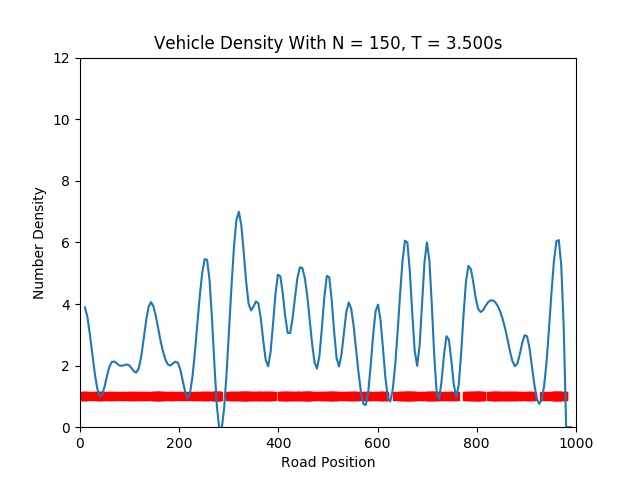 Vehicle Density With N = 150, T = 3.500s
12
10
8
6
4
2
0
Number Density
0 200 400 600 800 1000
Road Position